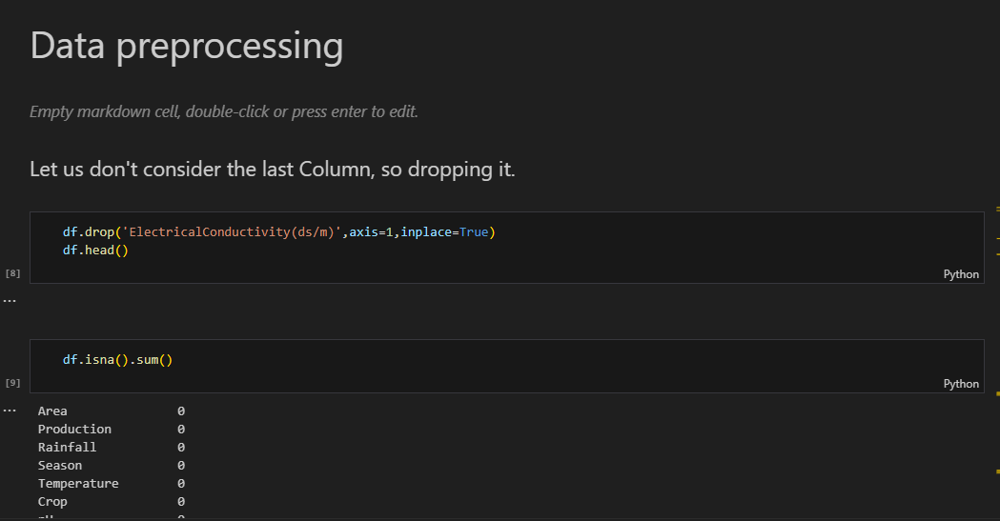 Data preprocessing
Empty markdown cell, double-click or press enter to edit.
Let us don't consider the last Column, so dropping it.
df.drop('ElectricalConductivity(ds/m)',axis=1,inplace=True)
df.head()
[8]
Python
...
df.isna().sum()
[9]
Python
...
Area 0
Production 0
Rainfall 0
Season 0
Temperature 0
Crop 0